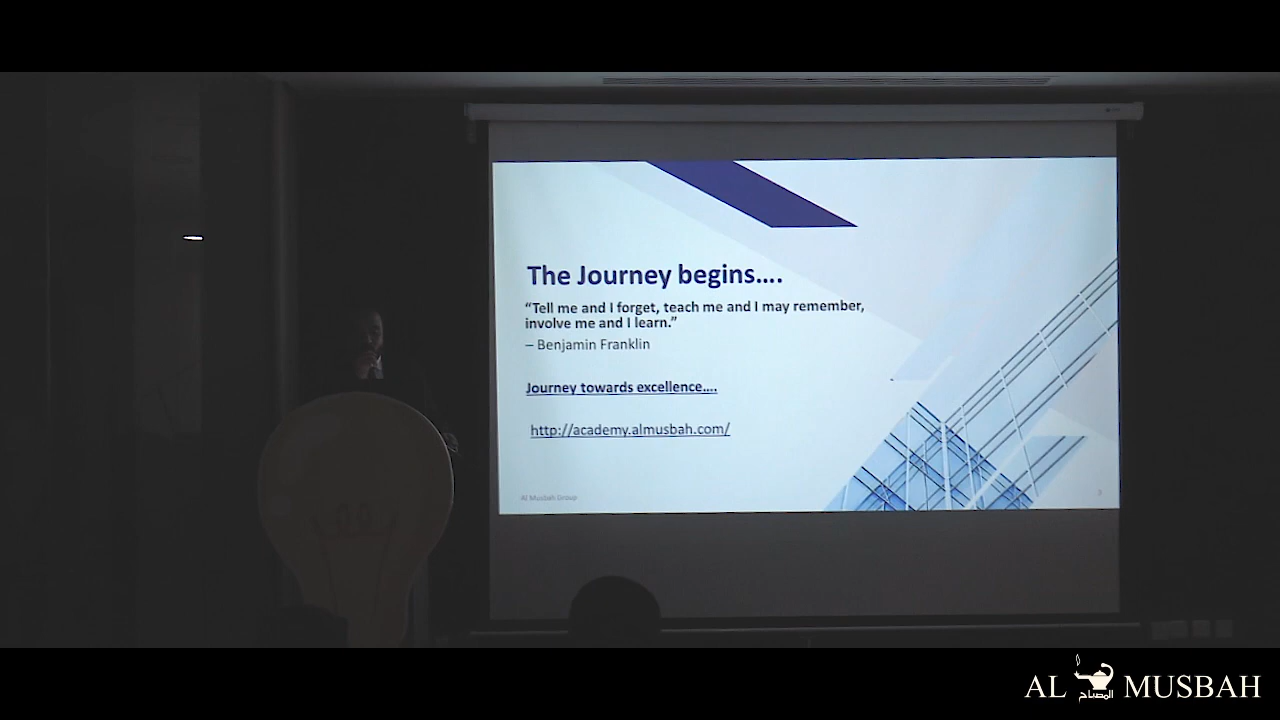 The Journey begins....
“Tell me and I forget, teach me and I may remember,
involve me and I learn.”
– Benjamin Franklin
Journey towards excellence....
http://academy.almusbah.com/
Al Musbah Group
AL MUSBAH
المصباح